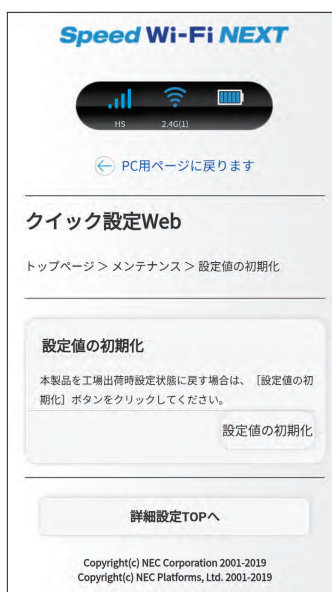 Speed Wi-Fi NEXT
HS 2.4G(1)
PC用ページに戻ります
クイック設定Web
トップページ > メンテナンス > 設定値の初期化
設定値の初期化
本製品を工場出荷時設定状態に戻す場合は、[設定値の初
期化] ボタンをクリックしてください。
設定値の初期化
詳細設定TOPへ
Copyright(c) NEC Corporation 2001-2019
Copyright(c) NEC Platforms, Ltd. 2001-2019